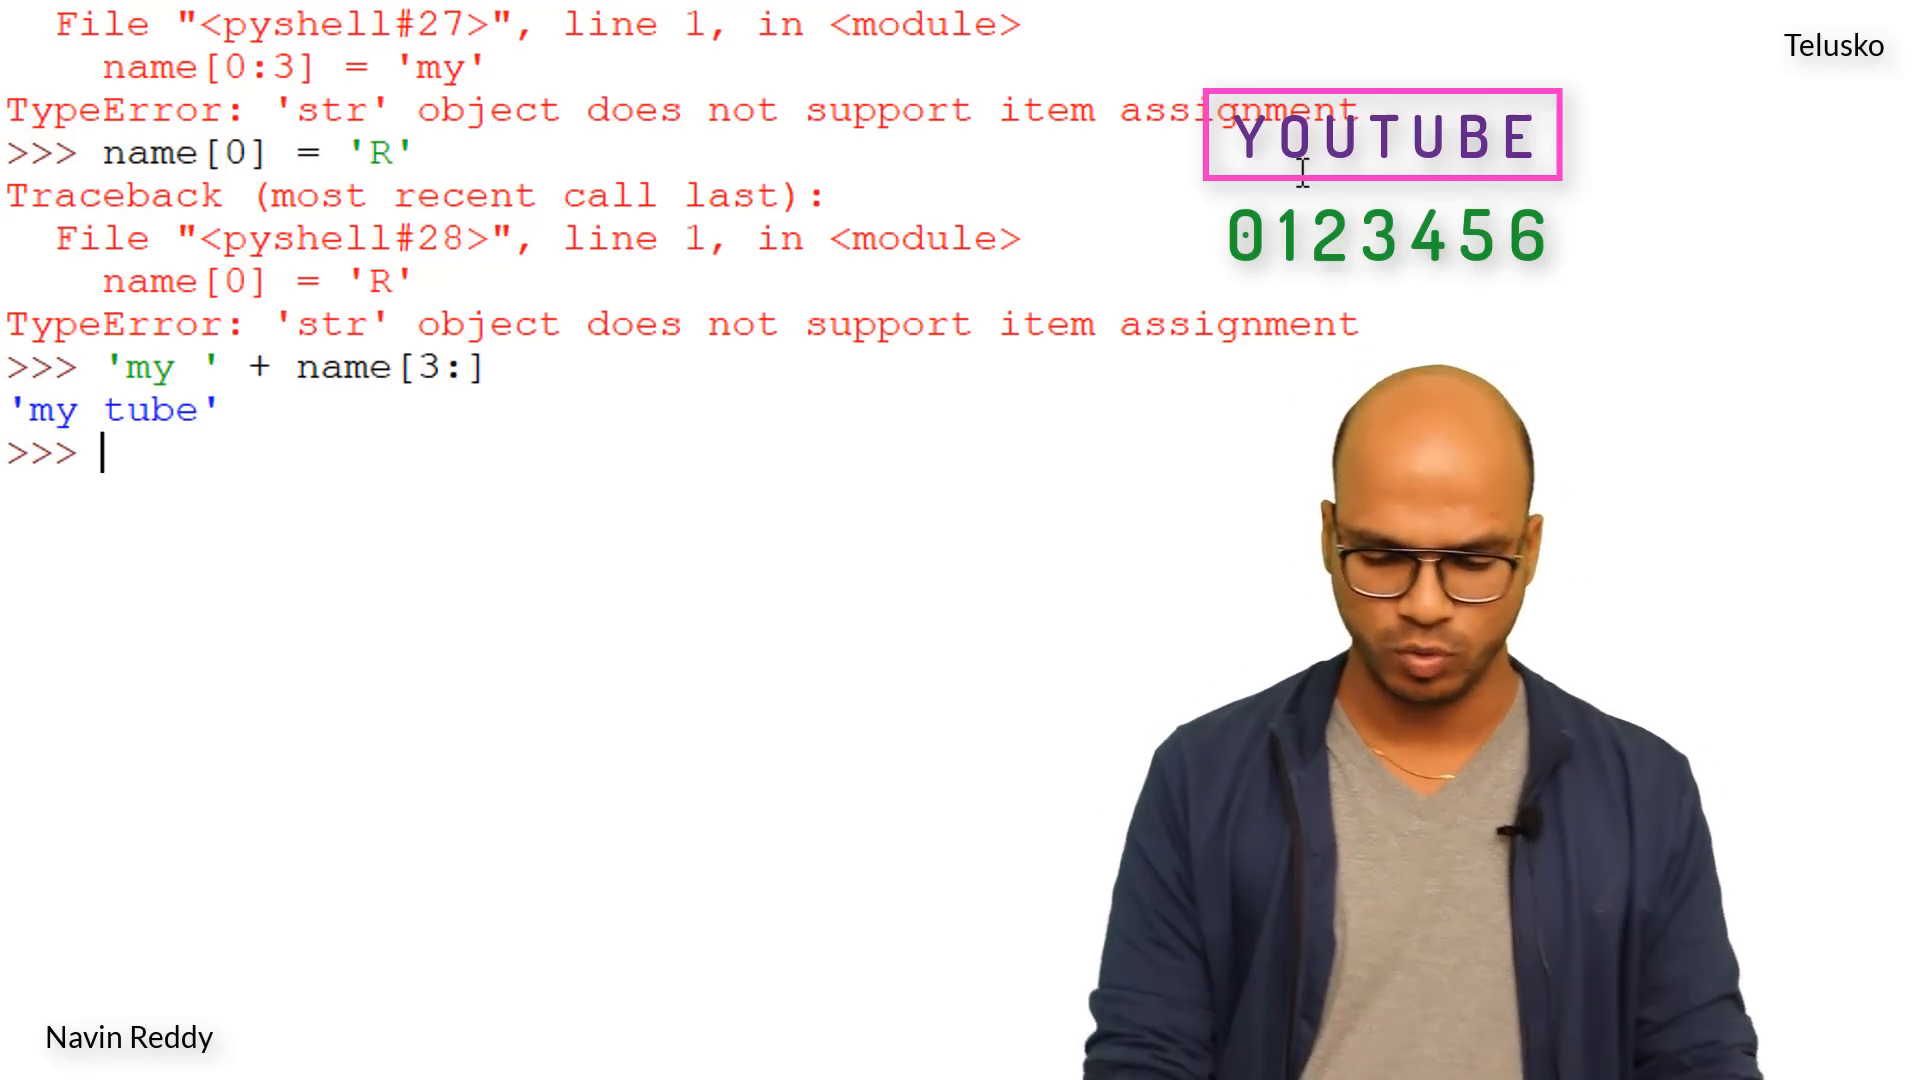 File "<pyshell#27>", line 1, in <module>
name[0:3] = 'my'
TypeError: 'str' object does not support item assignment
>>> name[0] = 'R'
Traceback (most recent call last):
File "<pyshell#28>", line 1, in <module>
name[0] = 'R'
TypeError: 'str' object does not support item assignment
>>> 'my ' + name[3:]
'my tube'
>>>
Telusko
YOUTUBE
0123456
Navin Reddy